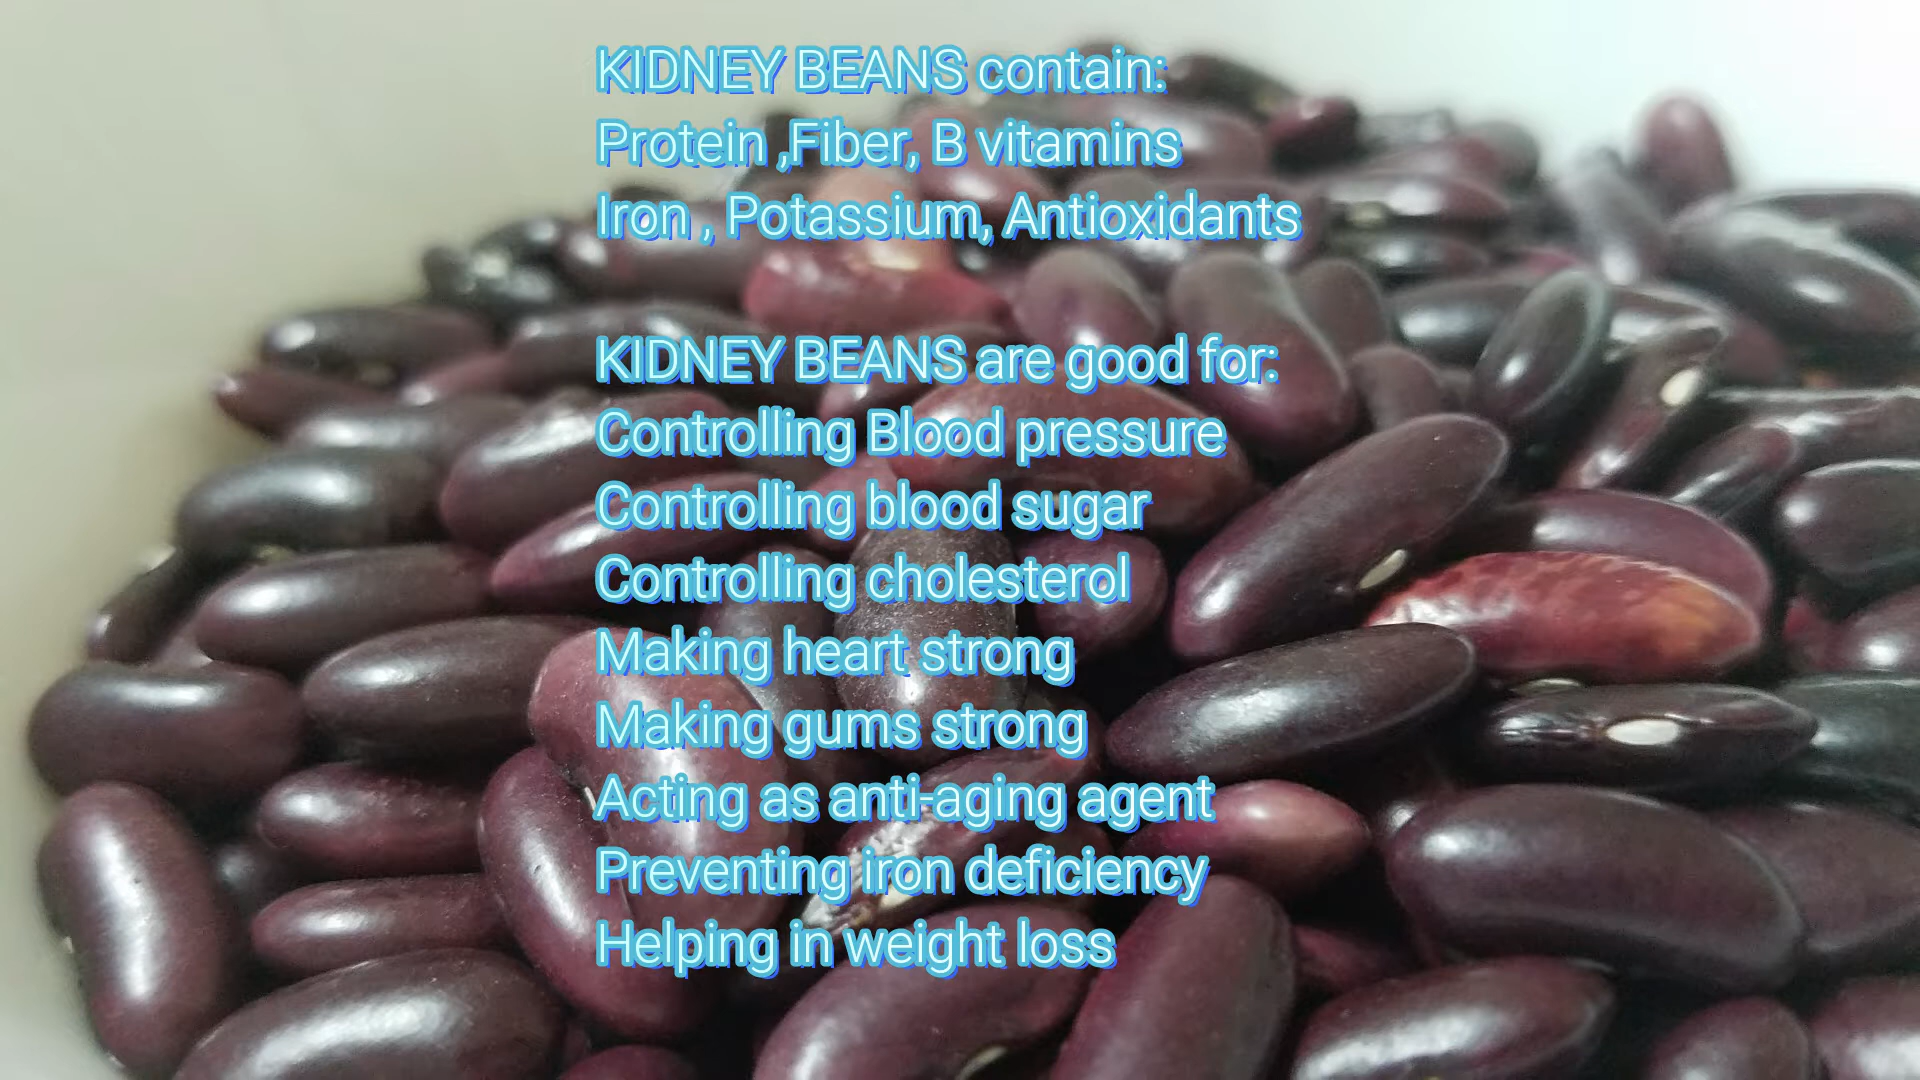 KIDNEY BEANS contain:
Protein ,Fiber, B vitamins
Iron , Potassium, Antioxidants
KIDNEY BEANS are good for:
Controlling Blood pressure
Controlling blood sugar
Controlling cholesterol
Making heart strong
Making gums strong
Acting as anti-aging agent
Preventing iron deficiency
Helping in weight loss